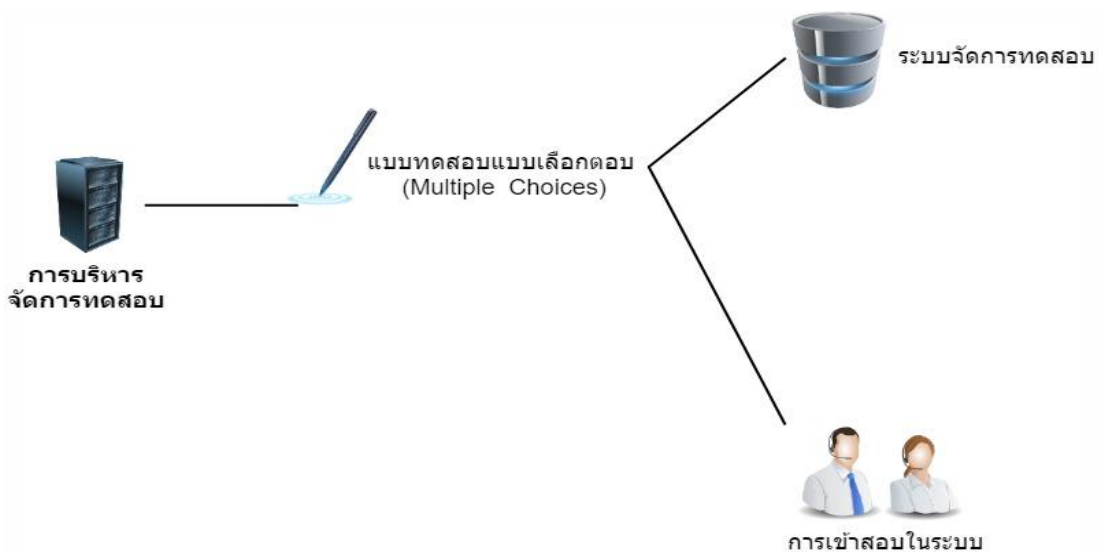 ระบบจัดการทดสอบ
แบบทดสอบแบบเลือกตอบ
(Multiple Choices)
การบริหาร
จัดการทดสอบ
การเข้าสอบในระบบ